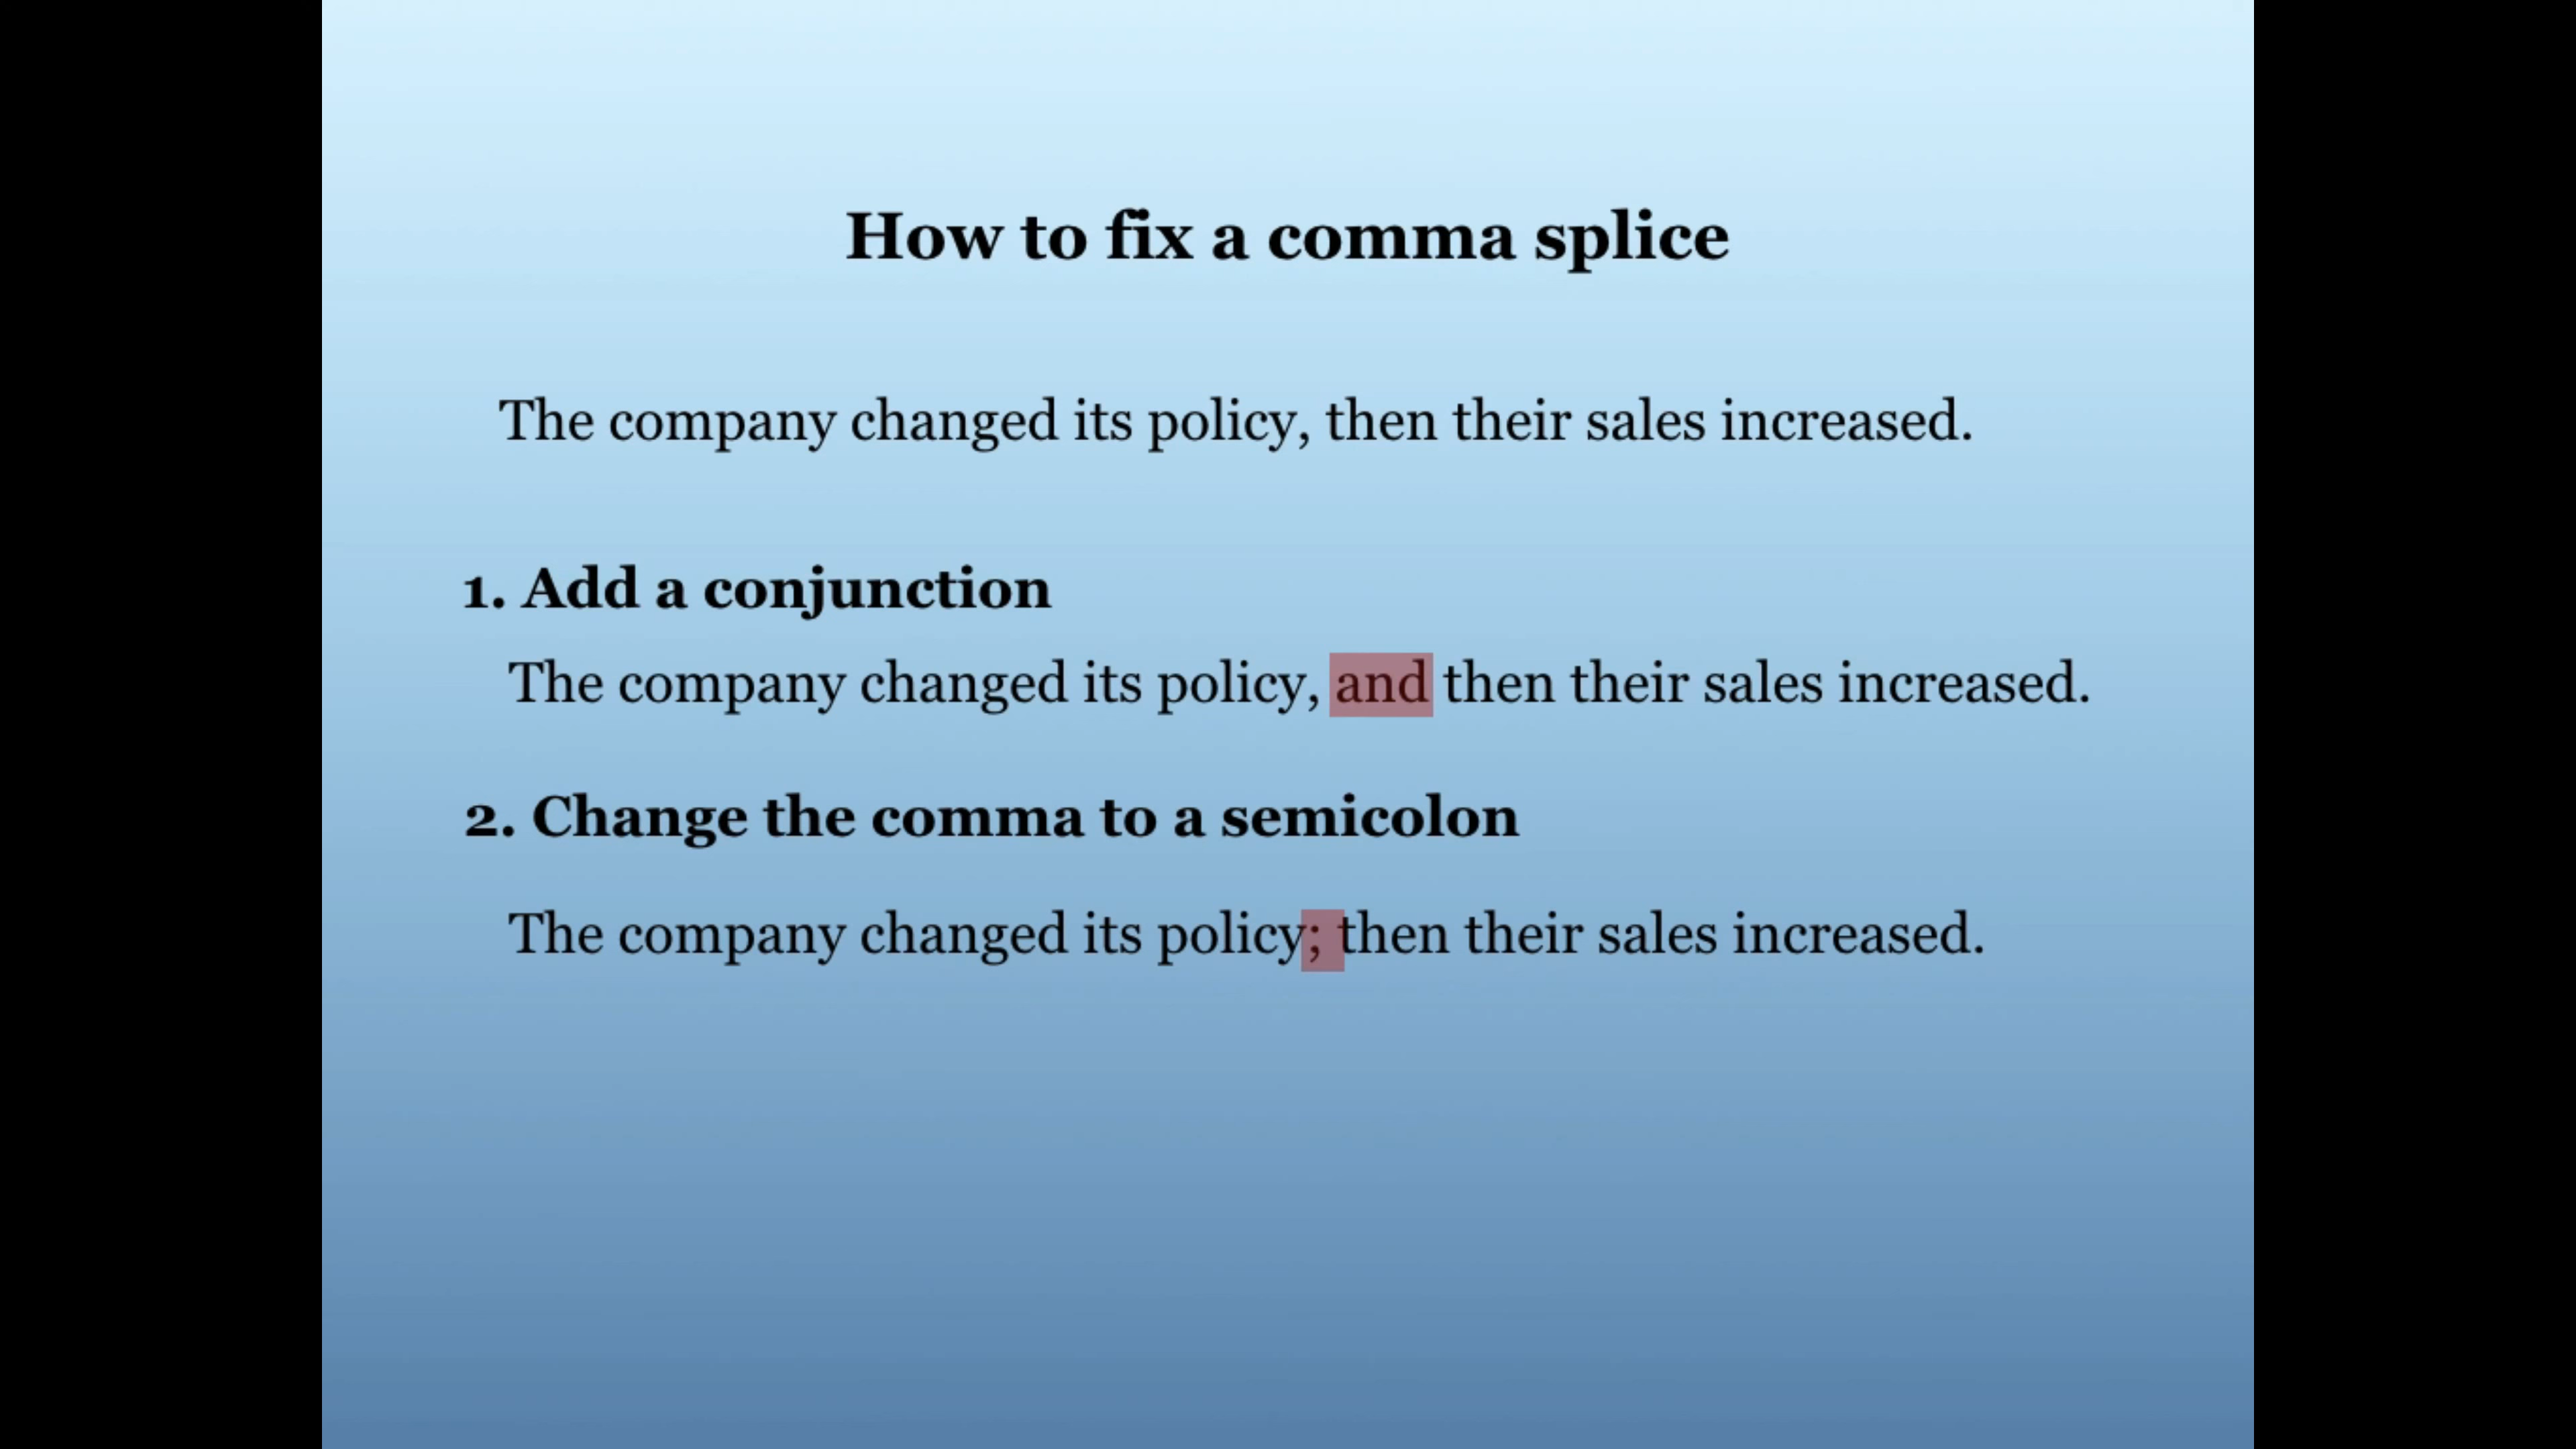 How to fix a comma splice
The company changed its policy, then their sales increased.
1. Add a conjunction
The company changed its policy, and then their sales increased.
2. Change the comma to a semicolon
The company changed its policy; then their sales increased.